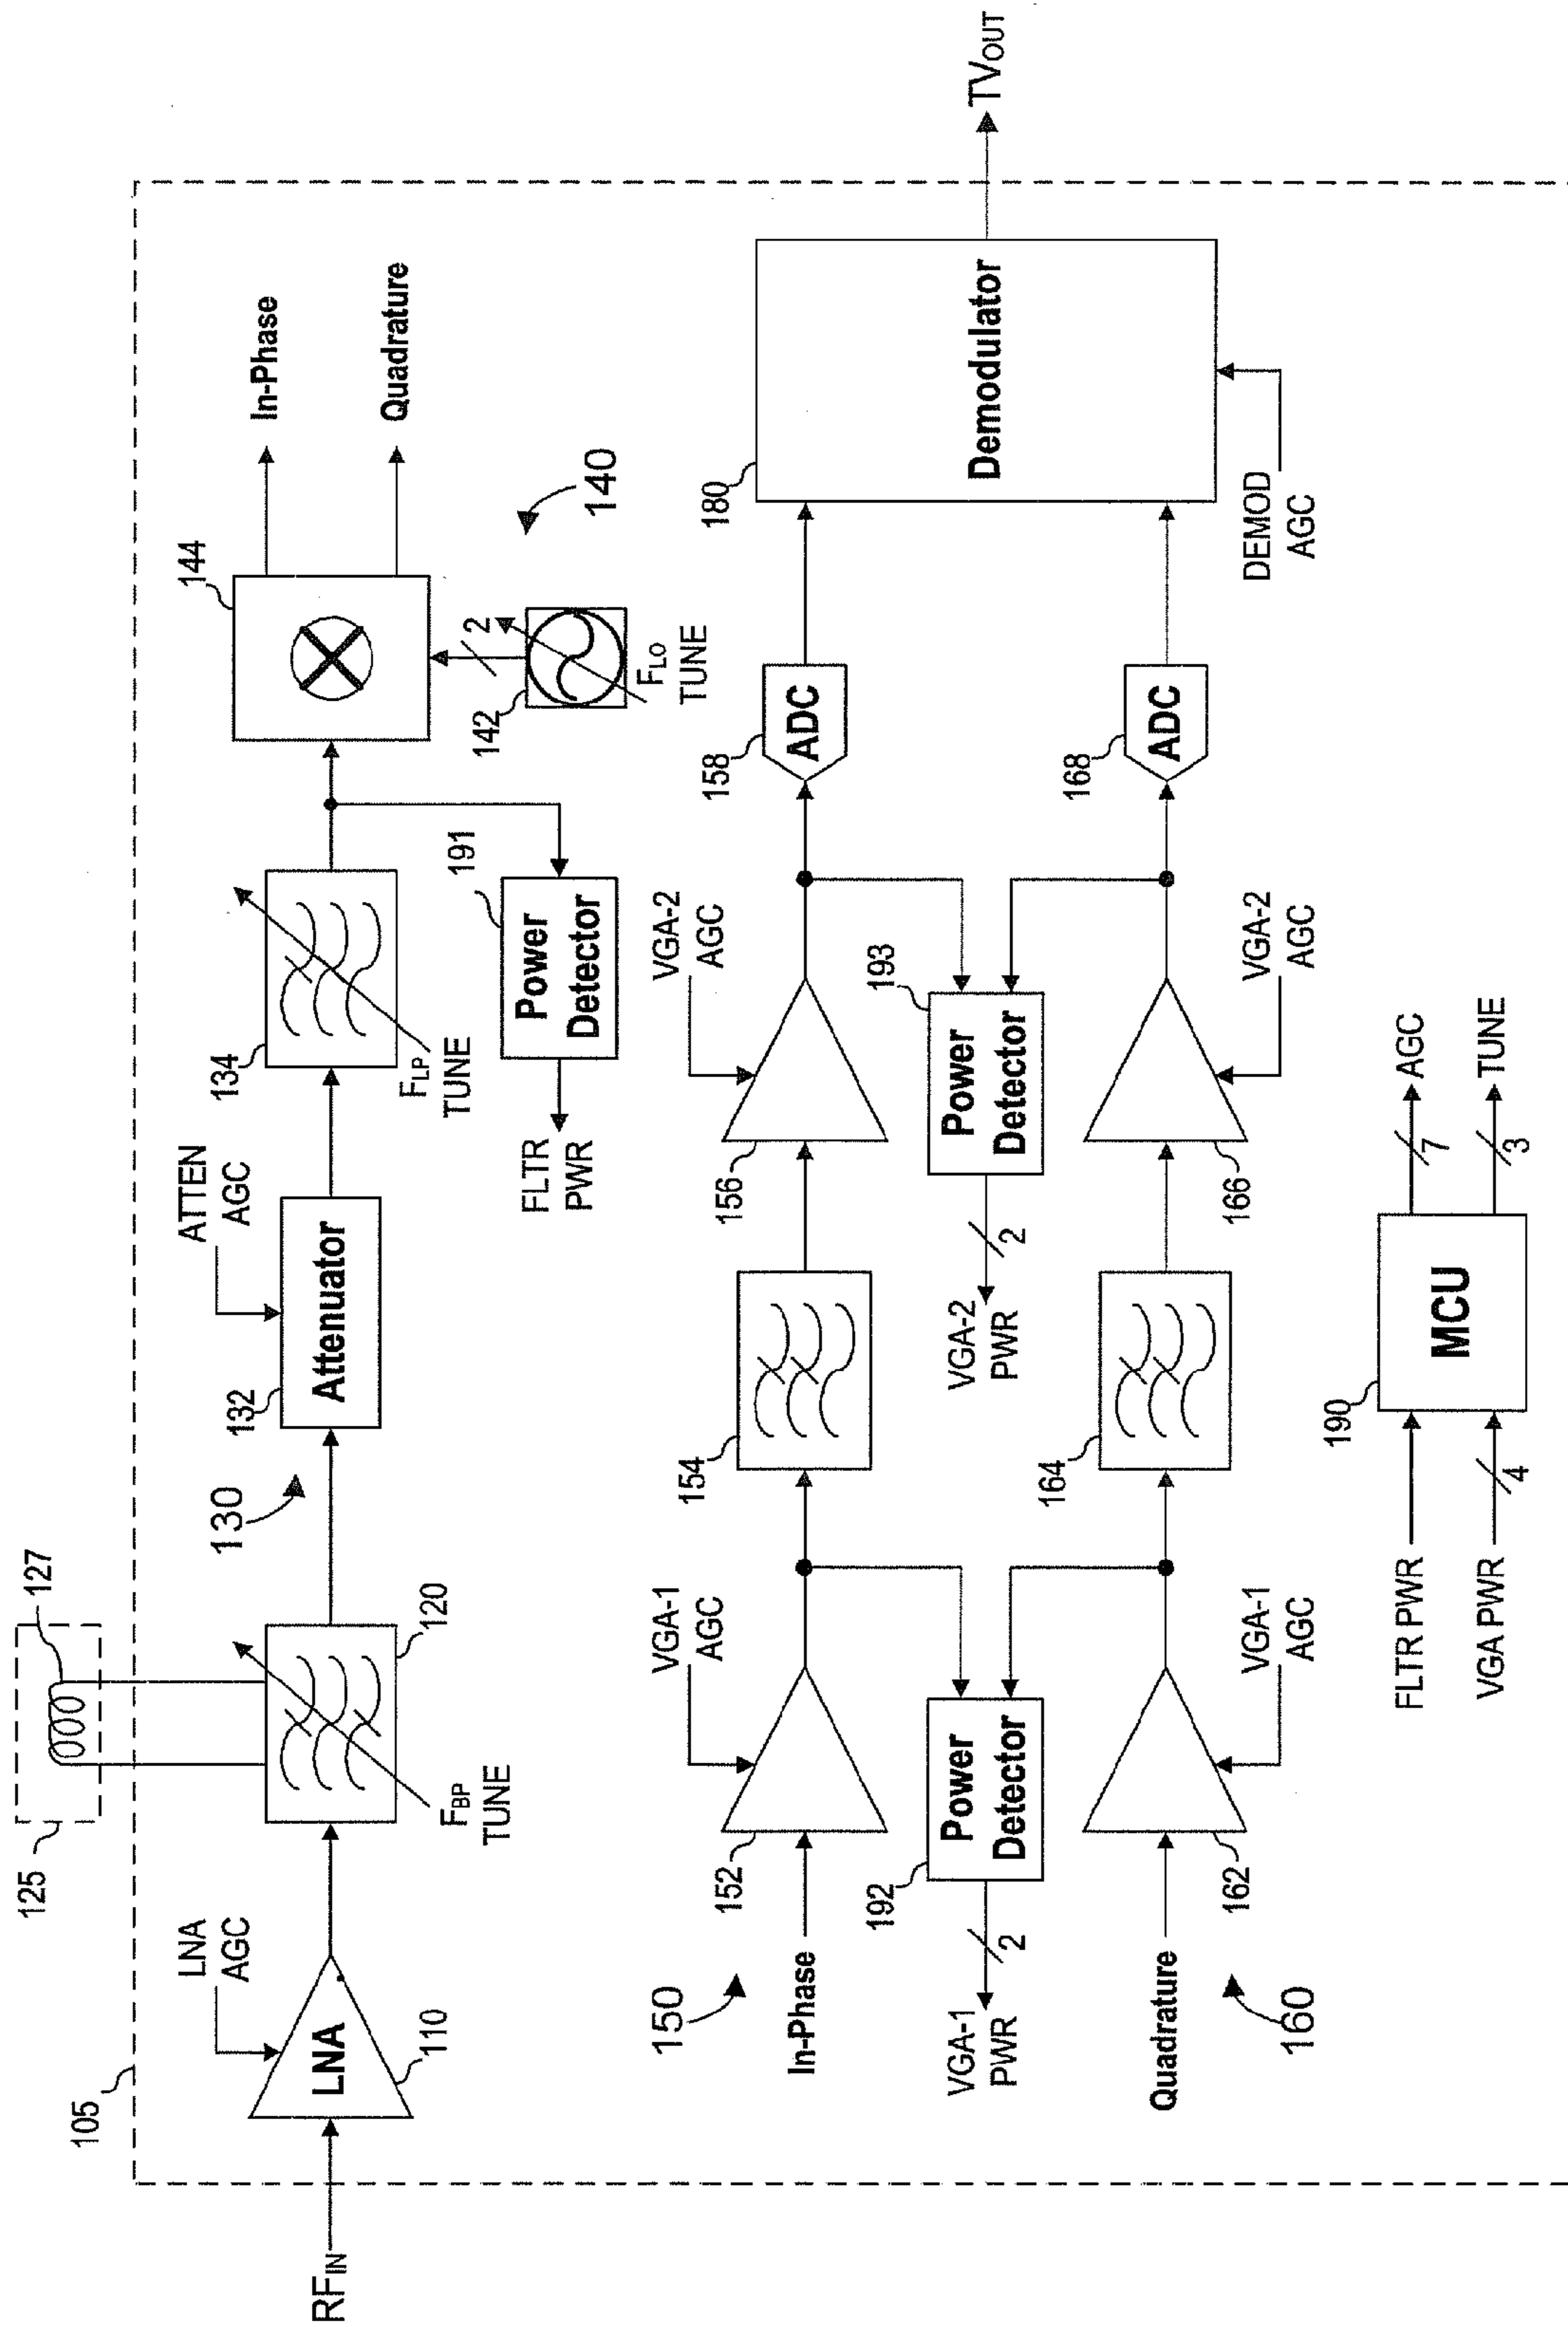 125
127
105
LNA
AGC
RF_IN
LNA
110
F_BP
TUNE
120
130
ATTEN
AGC
132
Attenuator
134
F_LP
TUNE
191
Power
Detector
FLTR
PWR
144
142
2
F_LO
TUNE
140
In-Phase
Quadrature
150
In-Phase
152
VGA-1
AGC
154
156
VGA-2
AGC
158
ADC
180
Demodulator
TV_OUT
VGA-1
PWR
2
192
Power
Detector
VGA-2
PWR
2
193
Power
Detector
160
Quadrature
162
VGA-1
AGC
164
166
VGA-2
AGC
168
ADC
DEMOD
AGC
FLTR PWR
VGA PWR
4
190
MCU
7
AGC
3
TUNE